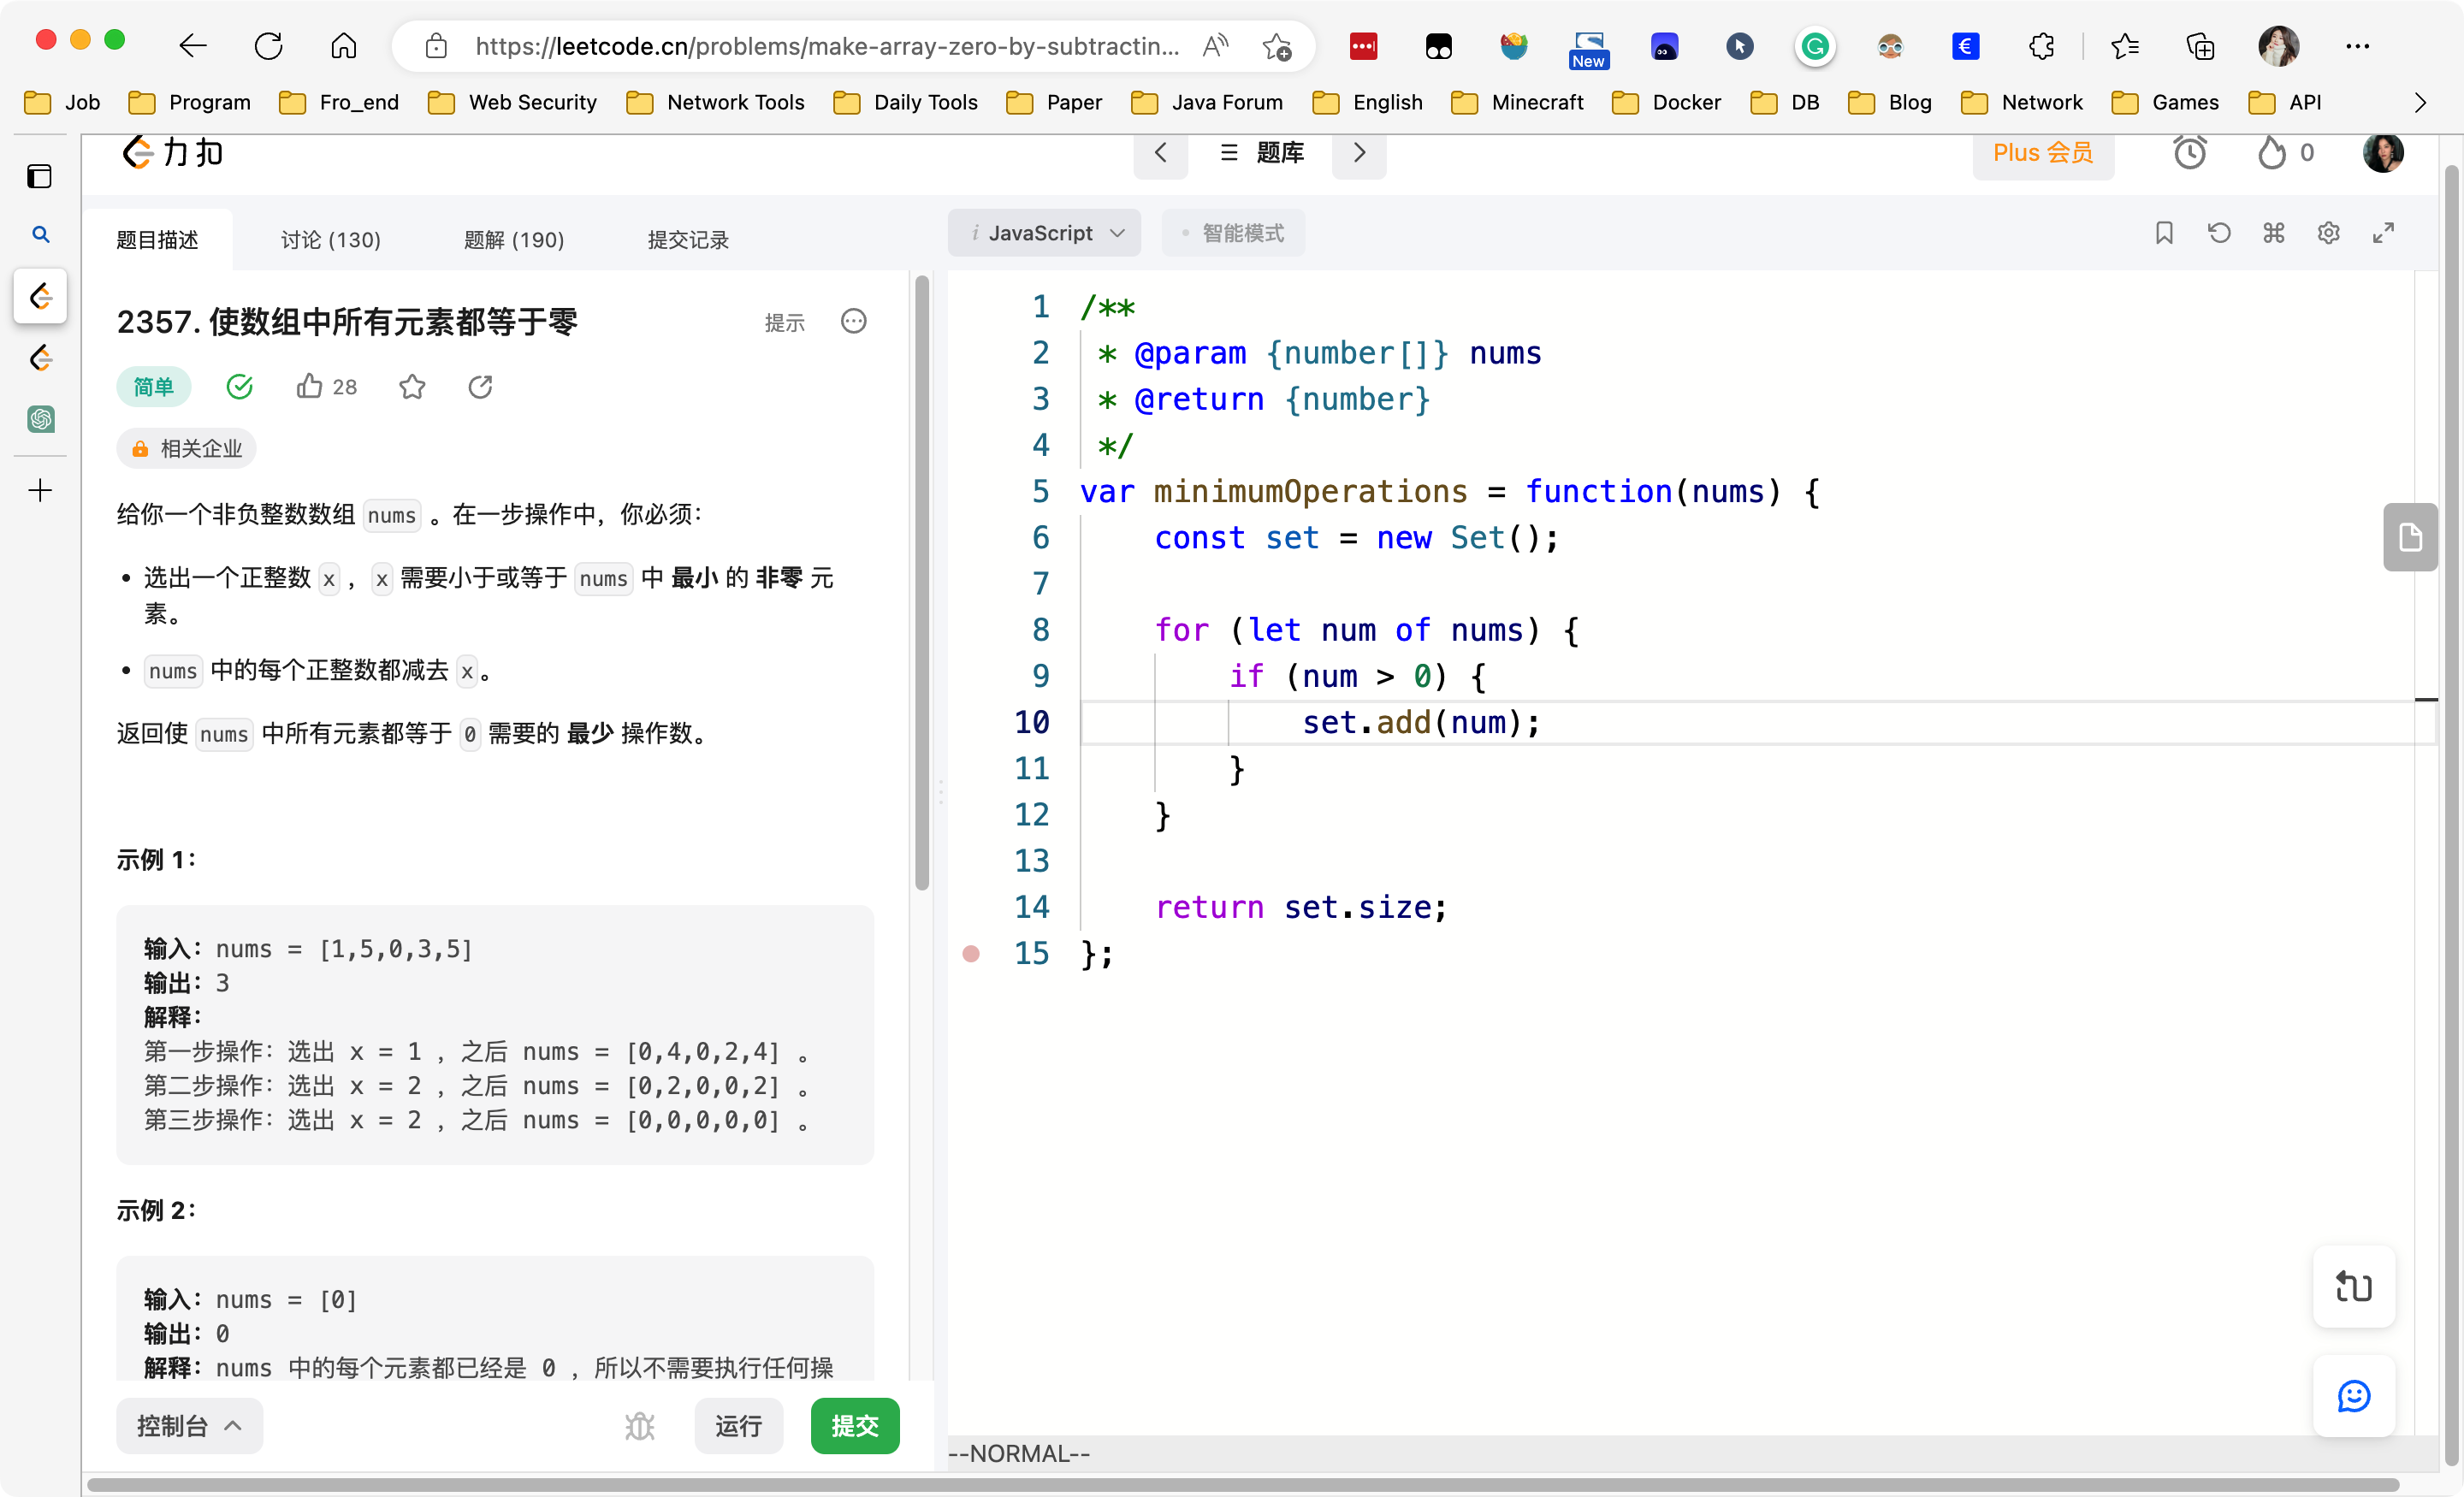 https://leetcode.cn/problems/make-array-zero-by-subtractin...
New
Job
Program
Fro_end
Web Security
Network Tools
Daily Tools
Paper
Java Forum
English
Minecraft
Docker
DB
Blog
Network
Games
API
力扣
题库
Plus 会员
0
题目描述
讨论 (130)
题解 (190)
提交记录
i JavaScript
智能模式
2357. 使数组中所有元素都等于零
提示
简单
28
相关企业
给你一个非负整数数组 nums 。在一步操作中，你必须：
• 选出一个正整数 x ，x 需要小于或等于 nums 中 最小 的 非零 元
素。
• nums 中的每个正整数都减去 x。
返回使 nums 中所有元素都等于 0 需要的 最少 操作数。
示例 1：
输入：nums = [1,5,0,3,5]
输出：3
解释：
第一步操作：选出 x = 1 ，之后 nums = [0,4,0,2,4] 。
第二步操作：选出 x = 2 ，之后 nums = [0,2,0,0,2] 。
第三步操作：选出 x = 2 ，之后 nums = [0,0,0,0,0] 。
示例 2：
输入：nums = [0]
输出：0
解释：nums 中的每个元素都已经是 0 ，所以不需要执行任何操
控制台
运行
提交
1 /**
2  * @param {number[]} nums
3  * @return {number}
4  */
5 var minimumOperations = function(nums) {
6     const set = new Set();
7
8     for (let num of nums) {
9         if (num > 0) {
10             set.add(num);
11         }
12     }
13
14     return set.size;
15 };
--NORMAL--